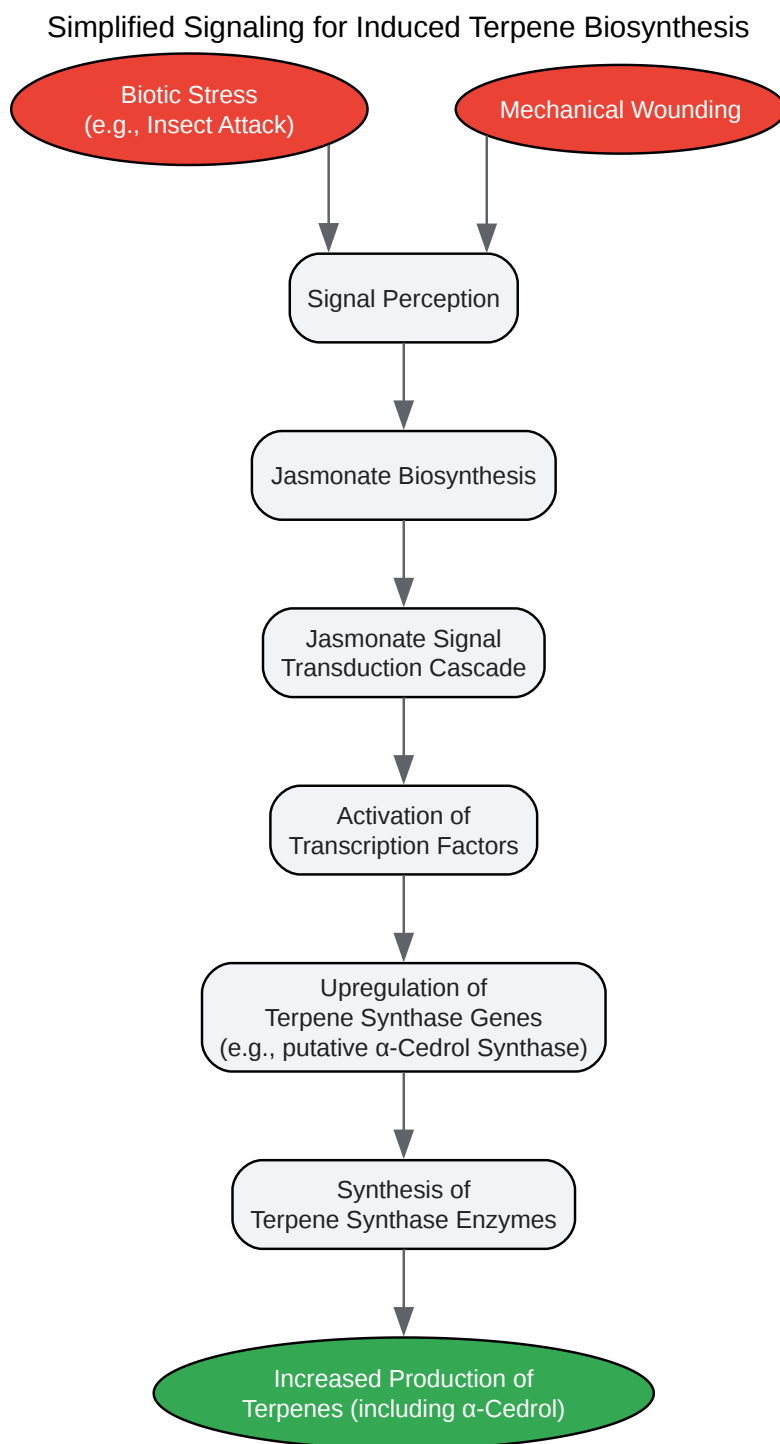 Simplified Signaling for Induced Terpene Biosynthesis
Biotic Stress
(e.g., Insect Attack)
Mechanical Wounding
Signal Perception
Jasmonate Biosynthesis
Jasmonate Signal
Transduction Cascade
Activation of
Transcription Factors
Upregulation of
Terpene Synthase Genes
(e.g., putative α-Cedrol Synthase)
Synthesis of
Terpene Synthase Enzymes
Increased Production of
Terpenes (including α-Cedrol)